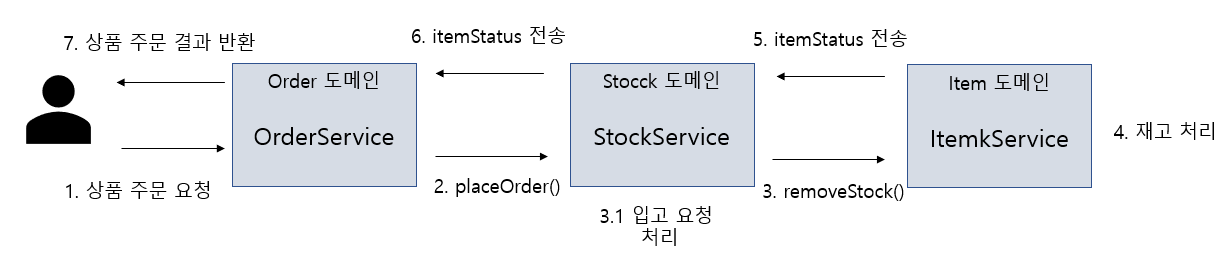 7. 상품 주문 결과 반환
6. itemStatus 전송
5. itemStatus 전송
Order 도메인
OrderService
Stocck 도메인
StockService
Item 도메인
ItemkService
4. 재고 처리
1. 상품 주문 요청
2. placeOrder()
3. removeStock()
3.1 입고 요청
처리